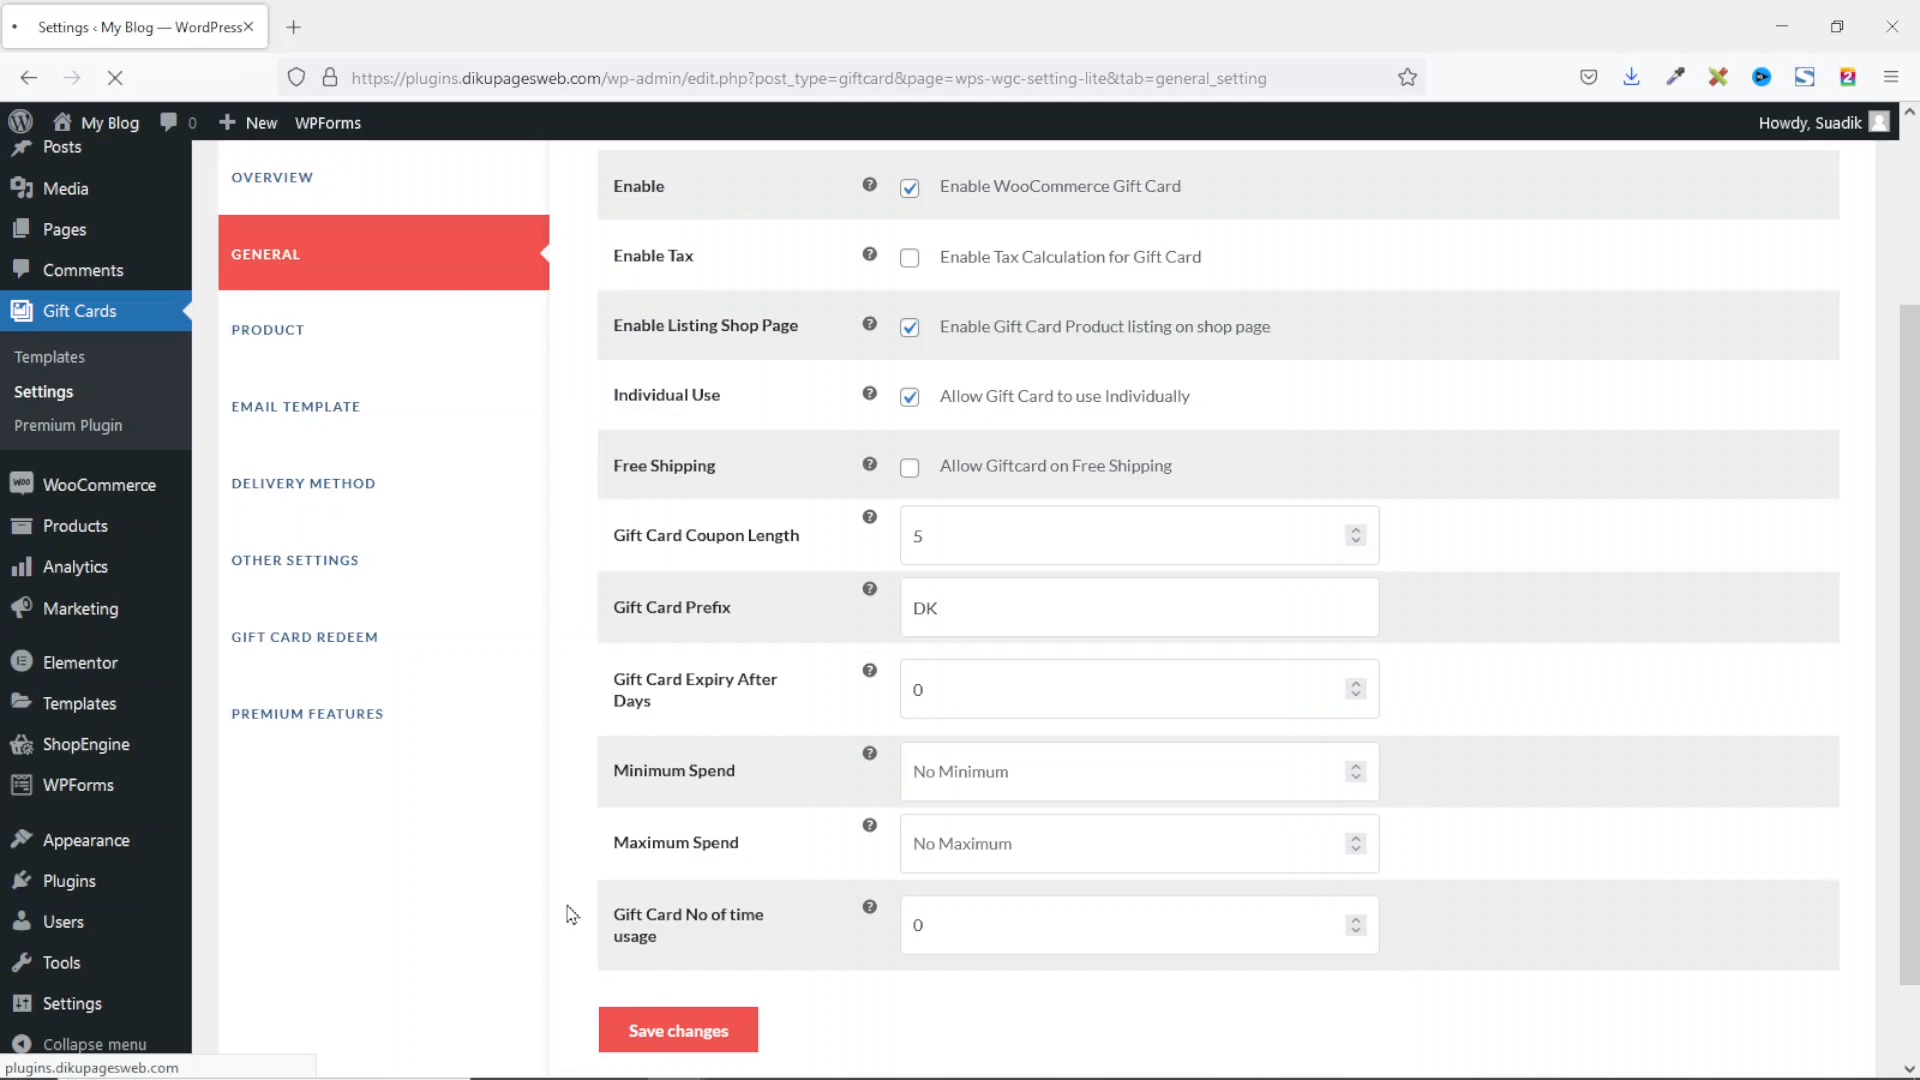 Settings ‹ My Blog — WordPress
https://plugins.dikupagesweb.com/wp-admin/edit.php?post_type=giftcard&page=wps-wgc-setting-lite&tab=general_setting
2
My Blog
0
New
WPForms
Howdy, Suadik
Posts
Media
Pages
Comments
Gift Cards
Templates
Settings
Premium Plugin
WooCommerce
Products
Analytics
Marketing
Elementor
Templates
ShopEngine
WPForms
Appearance
Plugins
Users
Tools
Settings
Collapse menu
plugins.dikupagesweb.com
OVERVIEW
GENERAL
PRODUCT
EMAIL TEMPLATE
DELIVERY METHOD
OTHER SETTINGS
GIFT CARD REDEEM
PREMIUM FEATURES
Enable
Enable WooCommerce Gift Card
Enable Tax
Enable Tax Calculation for Gift Card
Enable Listing Shop Page
Enable Gift Card Product listing on shop page
Individual Use
Allow Gift Card to use Individually
Free Shipping
Allow Giftcard on Free Shipping
Gift Card Coupon Length
5
Gift Card Prefix
DK
Gift Card Expiry After
Days
0
Minimum Spend
No Minimum
Maximum Spend
No Maximum
Gift Card No of time
usage
0
Save changes